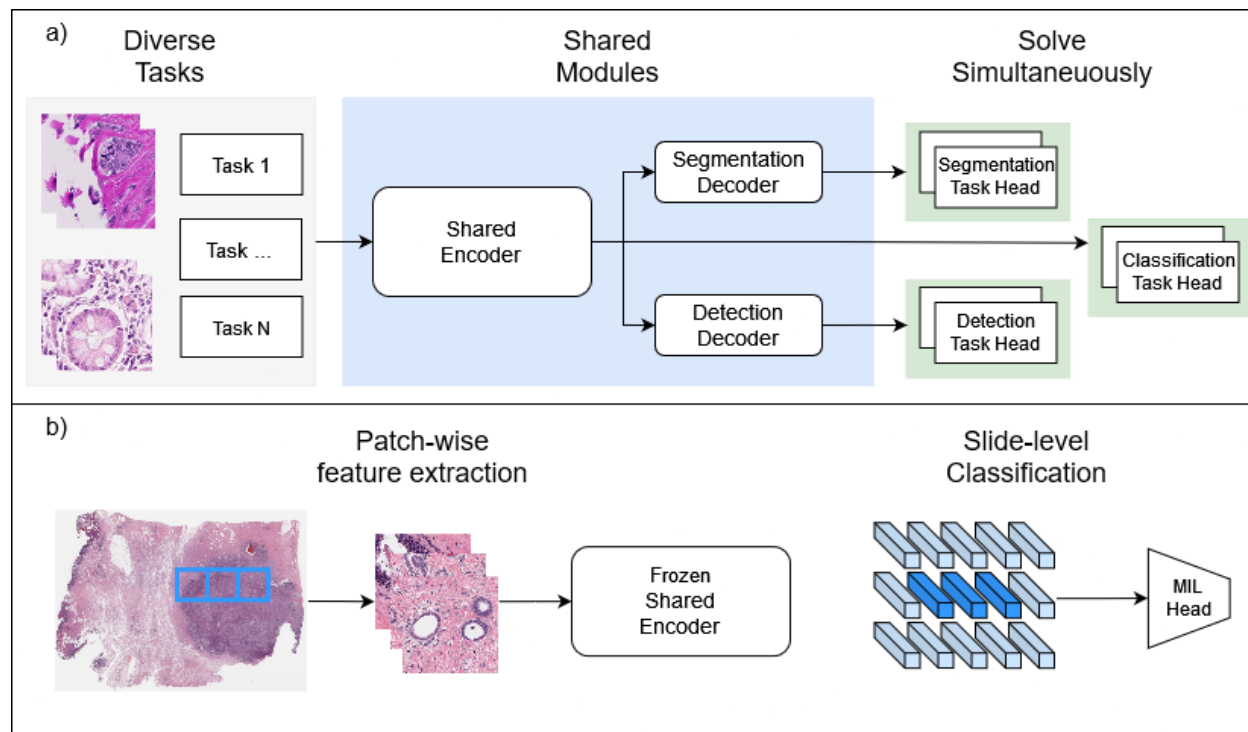 a)
Diverse
Tasks
Shared
Modules
Solve
Simultaneuously
Task 1
Task ...
Task N
Shared
Encoder
Segmentation
Decoder
Detection
Decoder
Segmentation
Task Head
Classification
Task Head
Detection
Task Head
b)
Patch-wise
feature extraction
Slide-level
Classification
Frozen
Shared
Encoder
MIL
Head